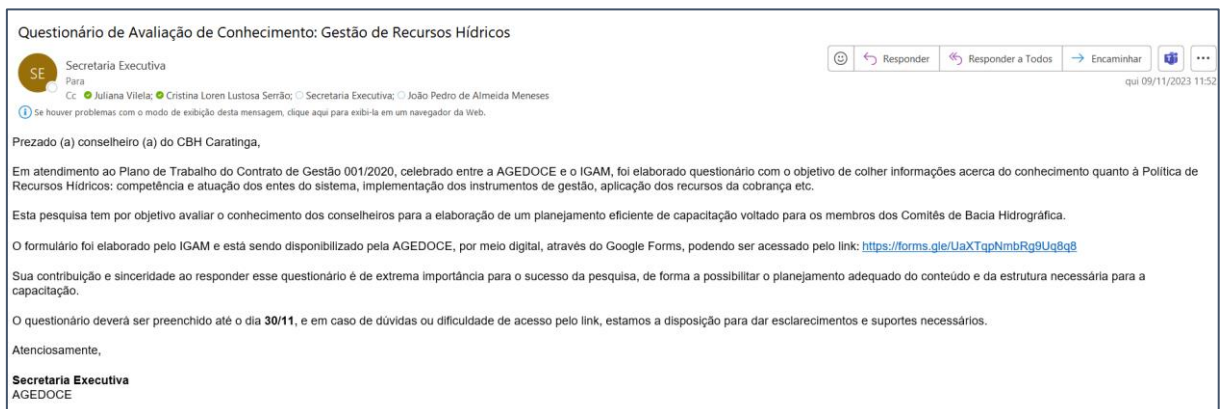 Questionário de Avaliação de Conhecimento: Gestão de Recursos Hídricos
SE
Secretaria Executiva
Para
Cc Juliana Vilela; Cristina Loren Lustosa Serrão; Secretaria Executiva; João Pedro de Almeida Meneses
Responder Responder a Todos Encaminhar
qui 09/11/2023 11:52
Se houver problemas com o modo de exibição desta mensagem, clique aqui para exibi-la em um navegador da Web.
Prezado (a) conselheiro (a) do CBH Caratinga,
Em atendimento ao Plano de Trabalho do Contrato de Gestão 001/2020, celebrado entre a AGEDOCE e o IGAM, foi elaborado questionário com o objetivo de colher informações acerca do conhecimento quanto à Política de
Recursos Hídricos: competência e atuação dos entes do sistema, implementação dos instrumentos de gestão, aplicação dos recursos da cobrança etc.
Esta pesquisa tem por objetivo avaliar o conhecimento dos conselheiros para a elaboração de um planejamento eficiente de capacitação voltado para os membros dos Comitês de Bacia Hidrográfica.
O formulário foi elaborado pelo IGAM e está sendo disponibilizado pela AGEDOCE, por meio digital, através do Google Forms, podendo ser acessado pelo link: https://forms.gle/UaXTqpNmbRg9Uq8q8
Sua contribuição e sinceridade ao responder esse questionário é de extrema importância para o sucesso da pesquisa, de forma a possibilitar o planejamento adequado do conteúdo e da estrutura necessária para a
capacitação.
O questionário deverá ser preenchido até o dia 30/11, e em caso de dúvidas ou dificuldade de acesso pelo link, estamos a disposição para dar esclarecimentos e suportes necessários.
Atenciosamente,
Secretaria Executiva
AGEDOCE